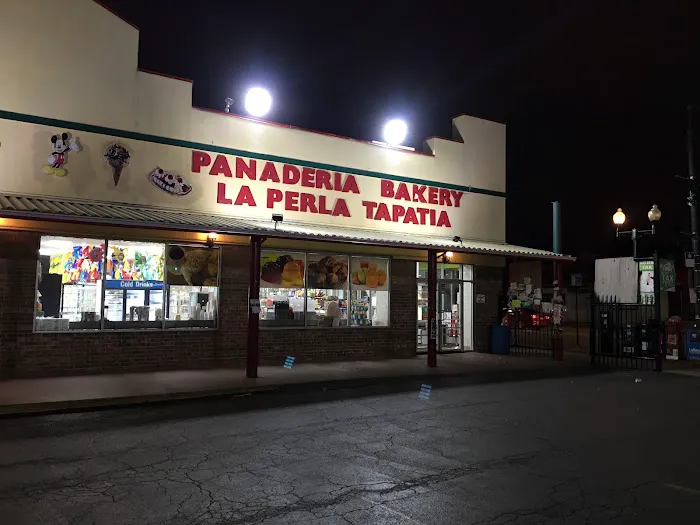 PANADERIA BAKERY
LA PERLA TAPATIA
Cold Drinks